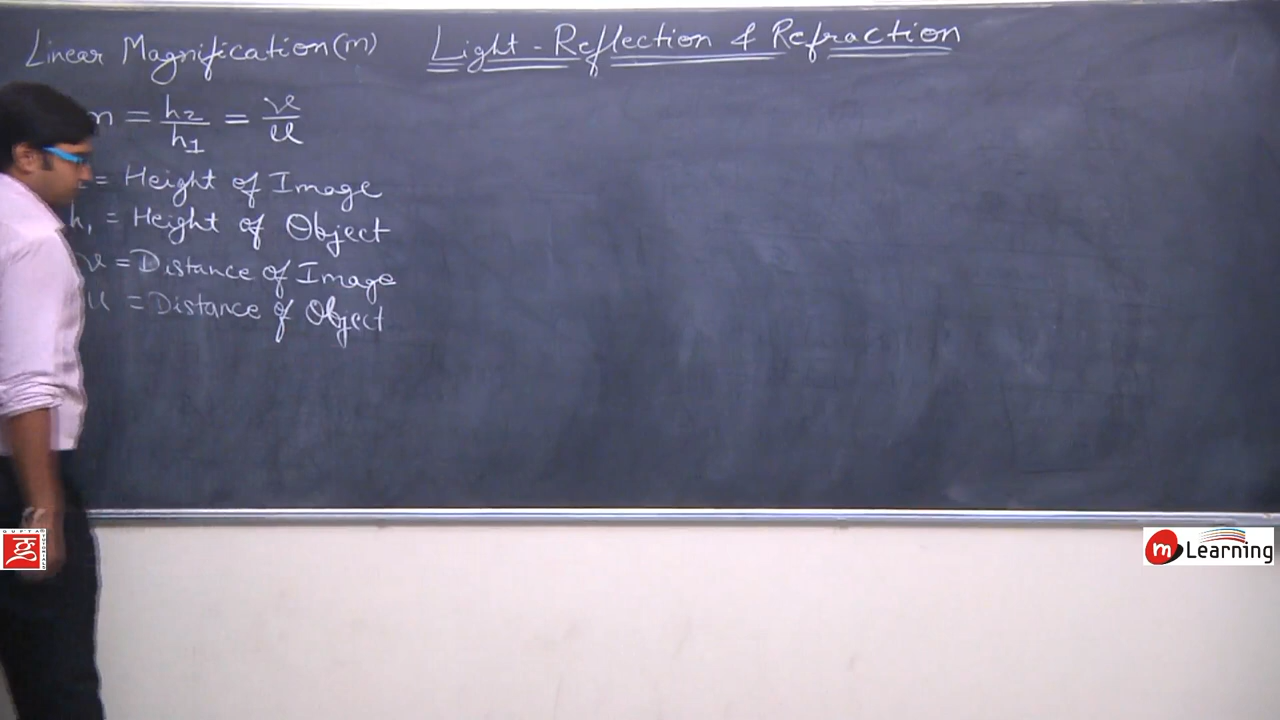 Linear Magnification(m)
Light - Reflection & Refraction
m = h2/h1 = v/u
= Height of Image
h1 = Height of Object
v = Distance of Image
u = Distance of Object
GUPTA
m Learning